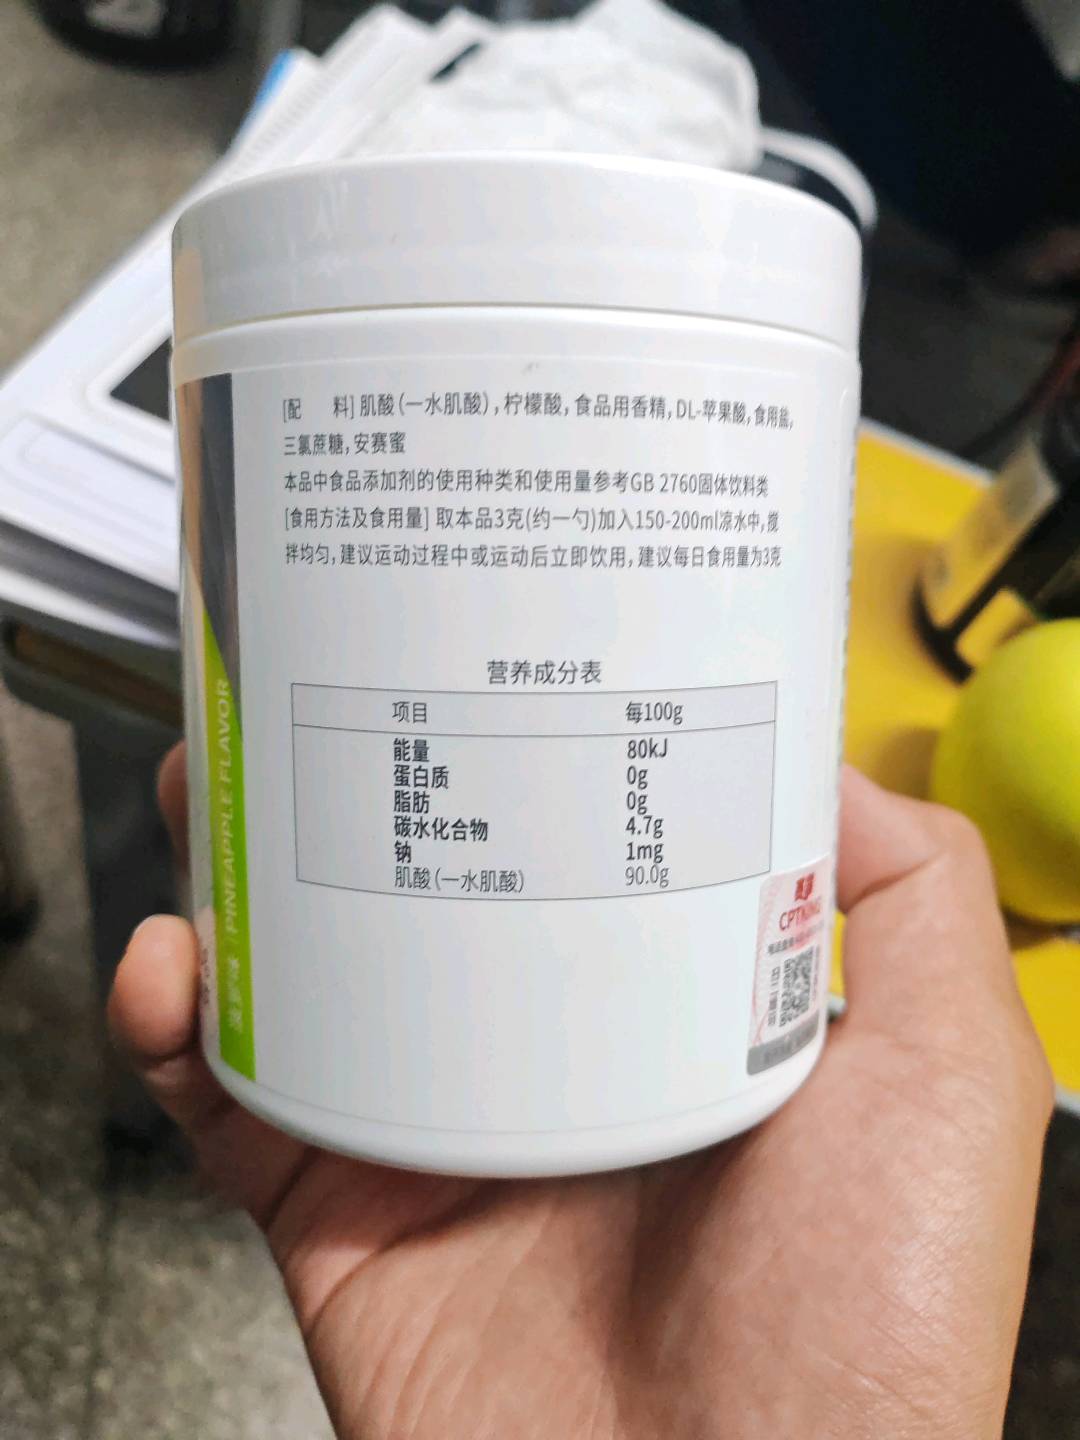 [配 料] 肌酸(一水肌酸),柠檬酸,食品用香精,DL-苹果酸,食用盐,
三氯蔗糖,安赛蜜
本品中食品添加剂的使用种类和使用量参考GB 2760固体饮料类
[食用方法及食用量] 取本品3克(约一勺)加入150-200ml凉水中,搅
拌均匀,建议运动过程中或运动后立即饮用,建议每日食用量为3克
营养成分表
项目 每100g
能量 80kJ
蛋白质 0g
脂肪 0g
碳水化合物 4.7g
钠 1mg
肌酸(一水肌酸) 90.0g
PINEAPPLE FLAVOR
CPTKING